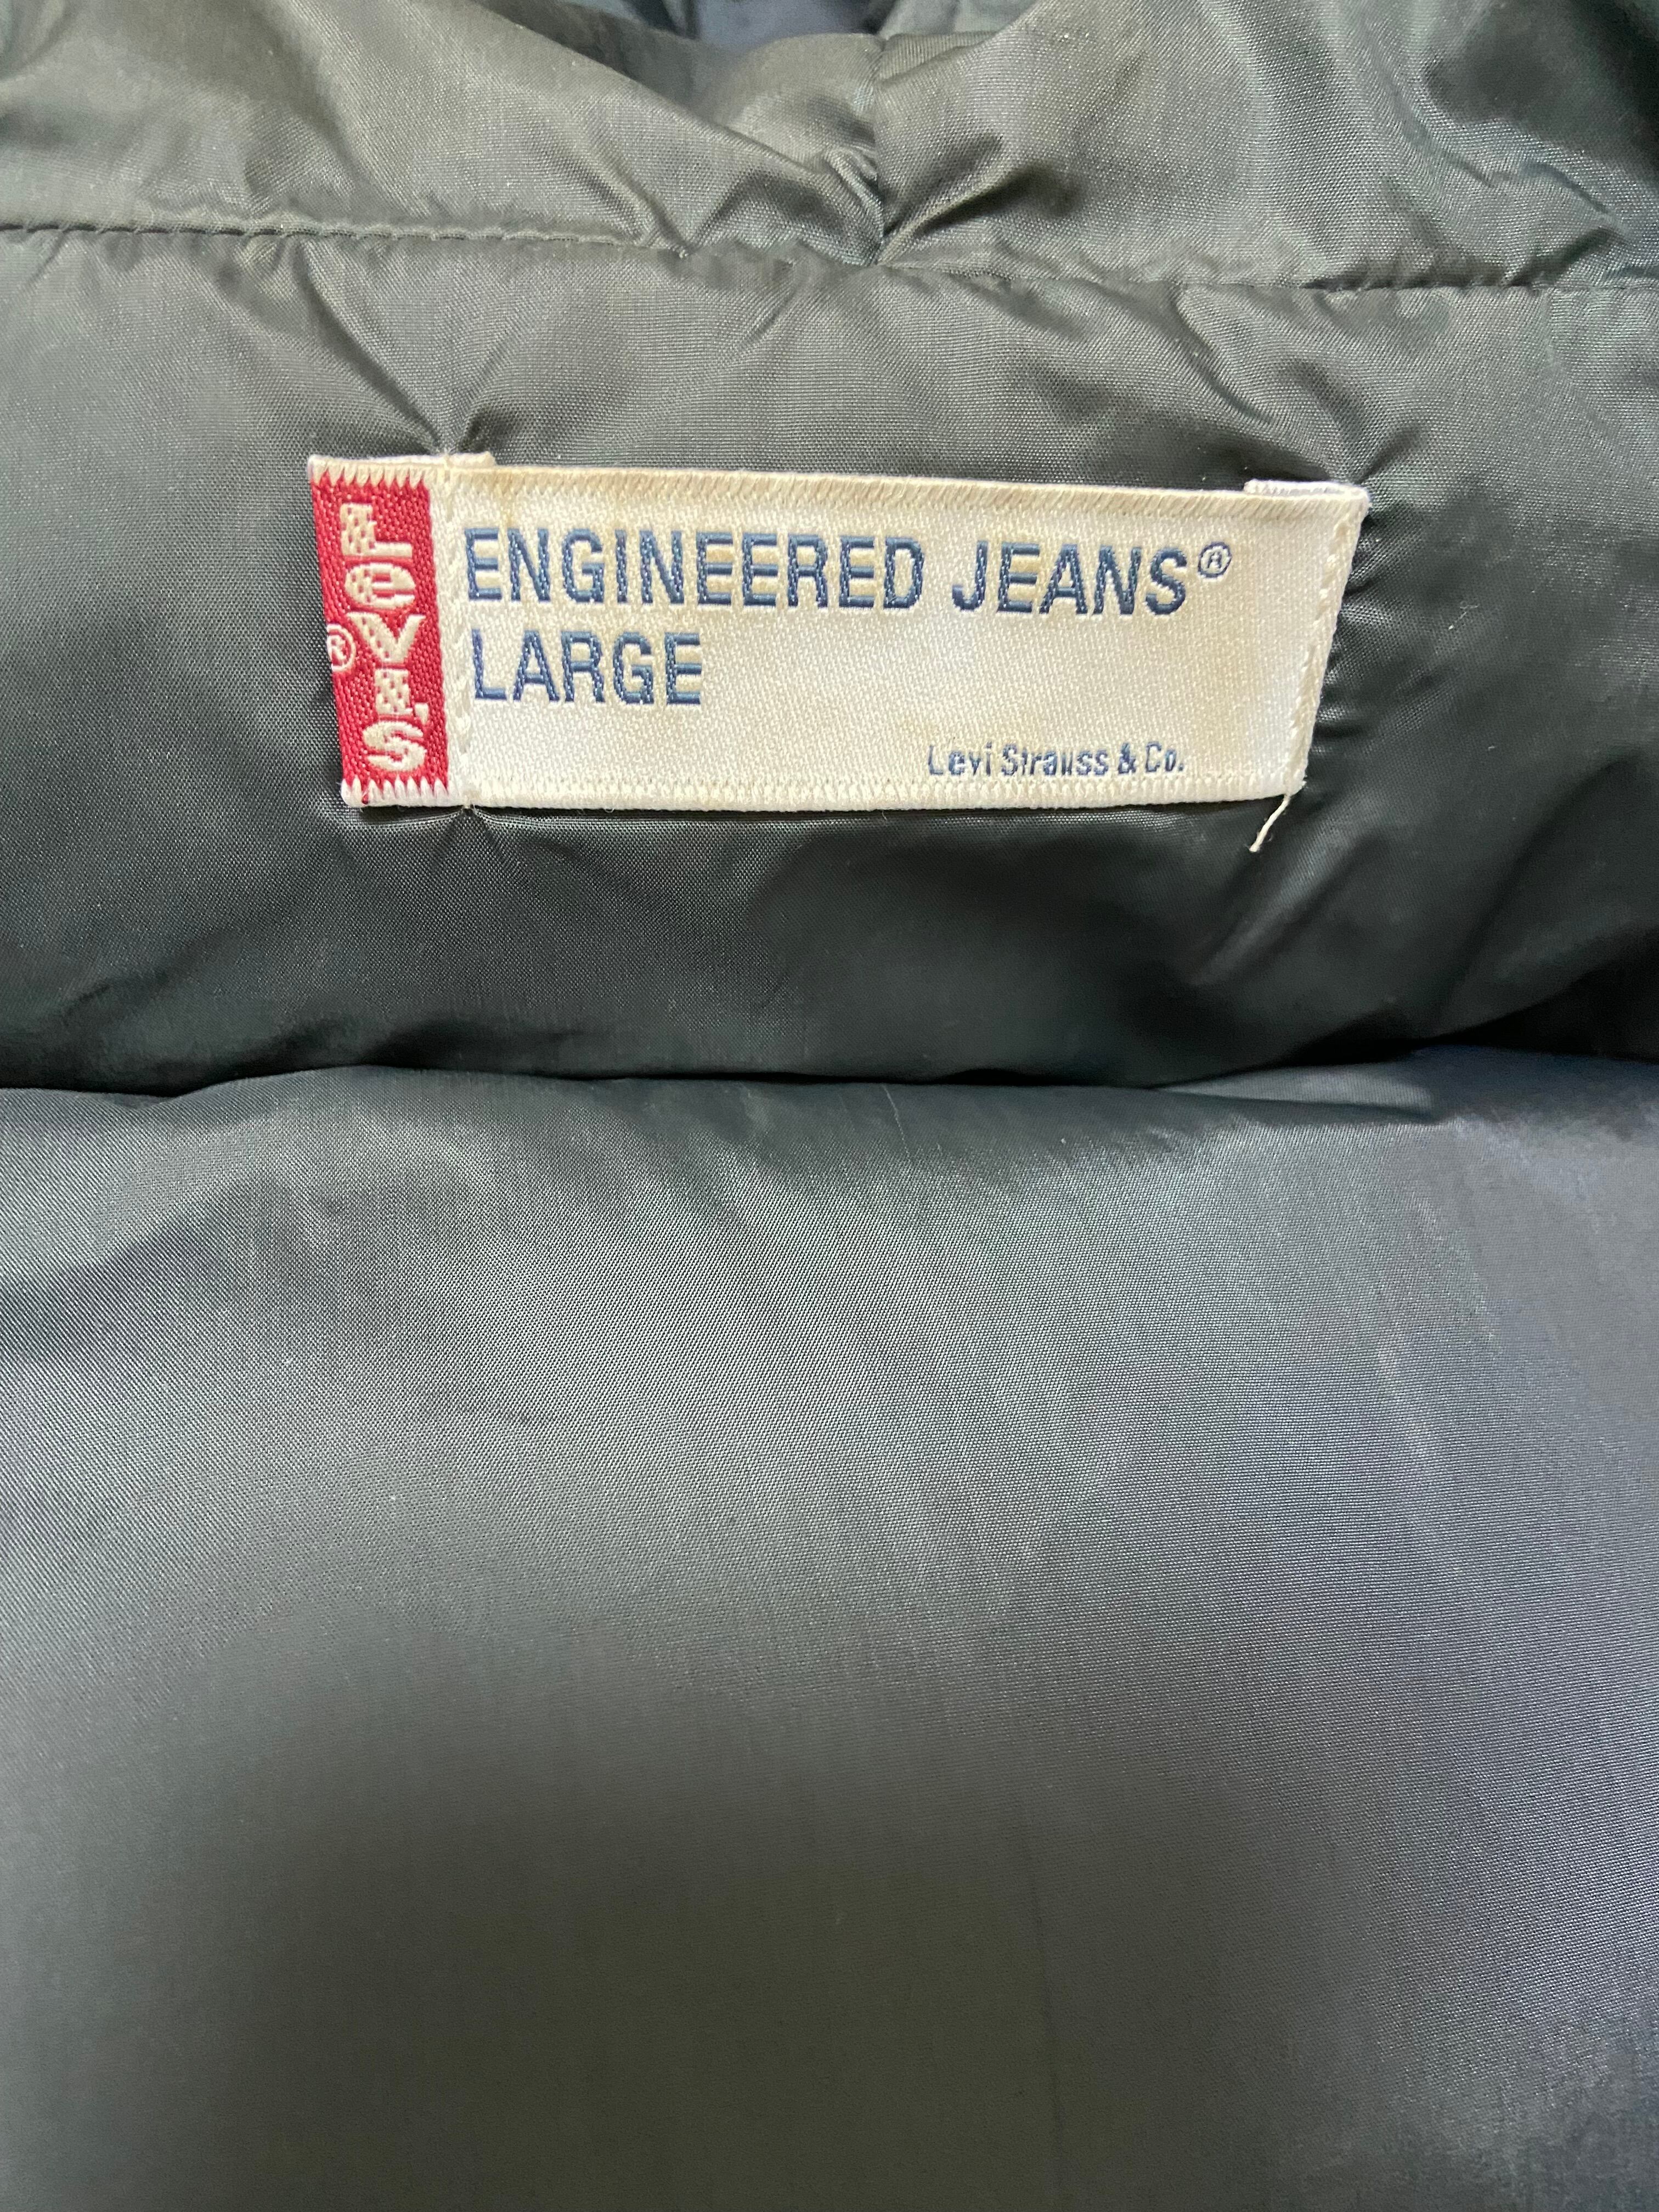 LEVI'S
®
ENGINEERED JEANS®
LARGE
Levi Strauss & Co.